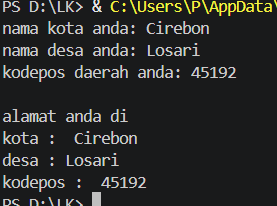 PS D:\LK> & C:\Users\P\AppData\
nama kota anda: Cirebon
nama desa anda: Losari
kodepos daerah anda: 45192

alamat anda di
kota :  Cirebon
desa : Losari
kodepos :  45192
PS D:\LK>